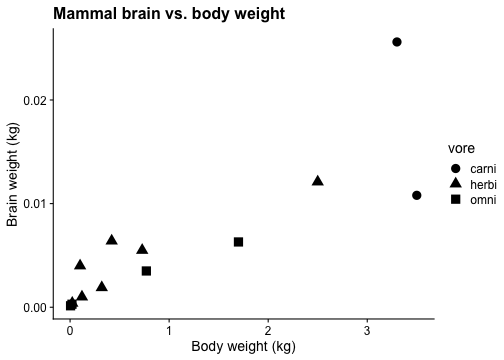 Mammal brain vs. body weight
Brain weight (kg)
0.02
0.01
0.00
0
1
2
3
Body weight (kg)
vore
carni
herbi
omni